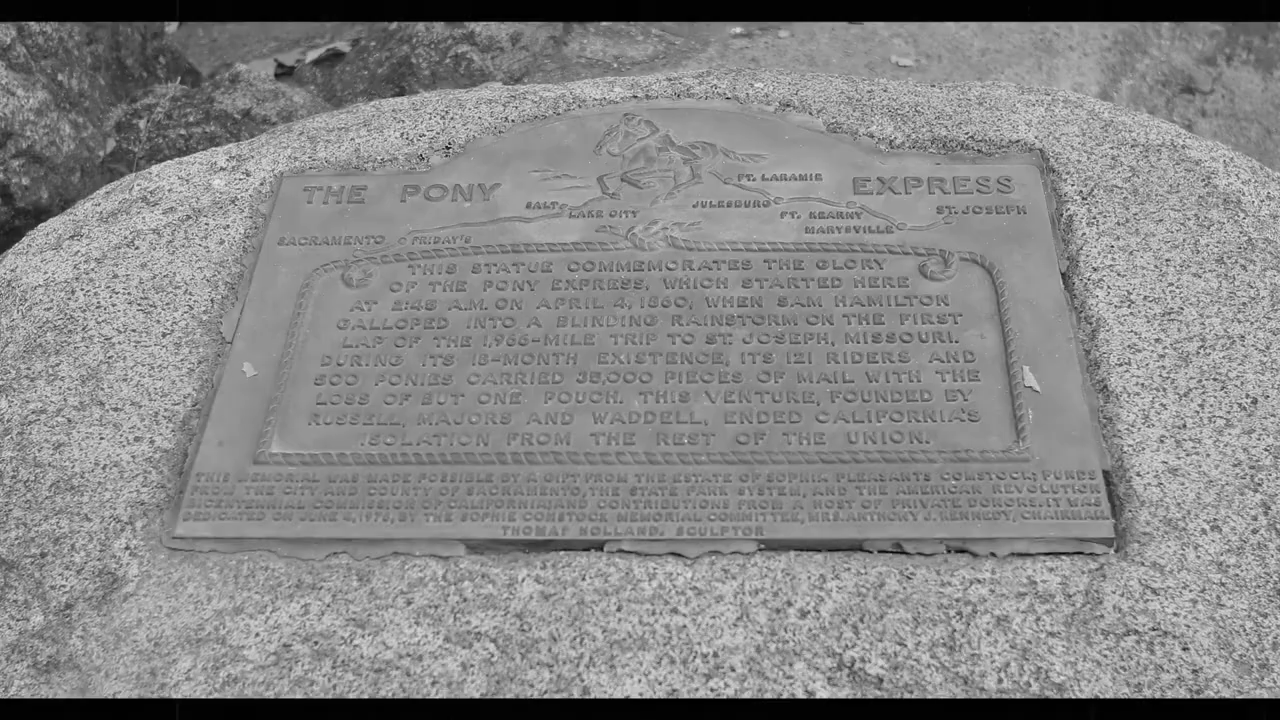 THE PONY EXPRESS
FT. LARAMIE
SALT LAKE CITY
JULESBURG
FT. KEARNY
ST. JOSEPH
MARYSVILLE
SACRAMENTO
FRIDAY'S
THIS STATUE COMMEMORATES THE GLORY
OF THE PONY EXPRESS, WHICH STARTED HERE
AT 2:45 A.M. ON APRIL 4, 1860, WHEN SAM HAMILTON
GALLOPED INTO A BLINDING RAINSTORM ON THE FIRST
LAP OF THE 1,966-MILE TRIP TO ST. JOSEPH, MISSOURI.
DURING ITS 18-MONTH EXISTENCE, ITS 121 RIDERS AND
500 PONIES CARRIED 35,000 PIECES OF MAIL WITH THE
LOSS OF BUT ONE POUCH. THIS VENTURE, FOUNDED BY
RUSSELL, MAJORS AND WADDELL, ENDED CALIFORNIA'S
ISOLATION FROM THE REST OF THE UNION.
THIS MEMORIAL WAS MADE POSSIBLE BY A GIFT FROM THE ESTATE OF SOPHIA PLEASANTS COMSTOCK; FUNDS
FROM THE CITY AND COUNTY OF SACRAMENTO, THE STATE PARK SYSTEM, AND THE AMERICAN REVOLUTION
BICENTENNIAL COMMISSION OF CALIFORNIA; AND CONTRIBUTIONS FROM A HOST OF PRIVATE DONORS. IT WAS
DEDICATED ON JUNE 4, 1976, BY THE SOPHIE COMSTOCK MEMORIAL COMMITTEE, MRS. ANTHONY J. KENNEDY, CHAIRMAN.
THOMAS HOLLAND, SCULPTOR